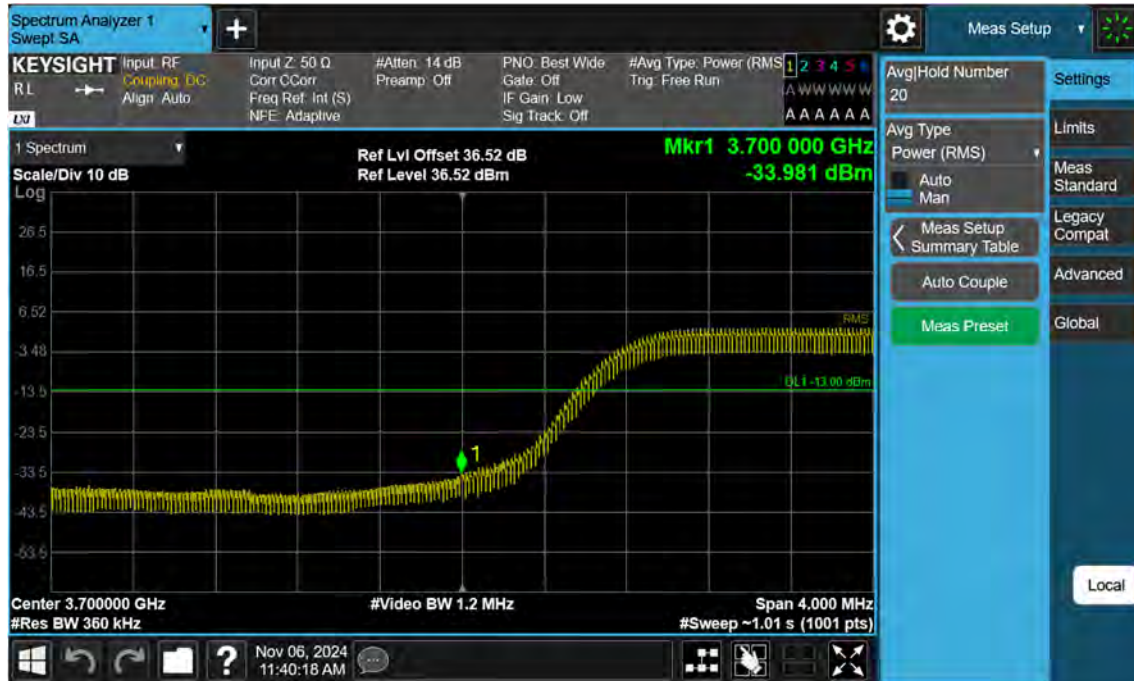 Spectrum Analyzer 1
Swept SA
+
Meas Setup
KEYSIGHT
RL
LXI
Input: RF
Coupling: DC
Align: Auto
Input Z: 50 Ω
Corr CCorr
Freq Ref: Int (S)
NFE: Adaptive
#Atten: 14 dB
Preamp: Off
PNO: Best Wide
Gate: Off
IF Gain: Low
Sig Track: Off
#Avg Type: Power (RMS)
Trig: Free Run
1 2 3 4 5 6
A W W W W W
A A A A A A
1 Spectrum
Scale/Div 10 dB
Log
Ref Lvl Offset 36.52 dB
Ref Level 36.52 dBm
Mkr1 3.700 000 GHz
-33.981 dBm
26.5
16.5
6.52
-3.48
-13.5
-23.5
-33.5
-43.5
-53.5
RMS
DL1 -13.00 dBm
1
Center 3.700000 GHz
#Res BW 360 kHz
#Video BW 1.2 MHz
Span 4.000 MHz
#Sweep ~1.01 s (1001 pts)
Avg|Hold Number
20
Avg Type
Power (RMS)
Auto
Man
Meas Setup
Summary Table
Auto Couple
Meas Preset
Settings
Limits
Meas
Standard
Legacy
Compat
Advanced
Global
Local
?
Nov 06, 2024
11:40:18 AM